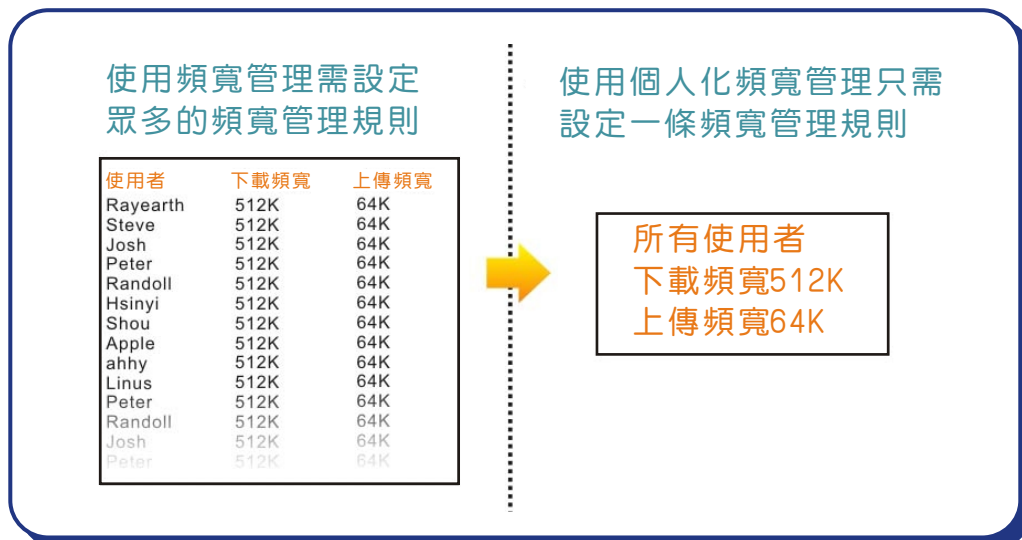 使用頻寬管理需設定
眾多的頻寬管理規則
使用者 下載頻寬 上傳頻寬
Rayearth 512K 64K
Steve 512K 64K
Josh 512K 64K
Peter 512K 64K
Randoll 512K 64K
Hsinyi 512K 64K
Shou 512K 64K
Apple 512K 64K
ahhy 512K 64K
Linus 512K 64K
Peter 512K 64K
Randoll 512K 64K
Josh 512K 64K
Peter 512K 64K
使用個人化頻寬管理只需
設定一條頻寬管理規則
所有使用者
下載頻寬512K
上傳頻寬64K